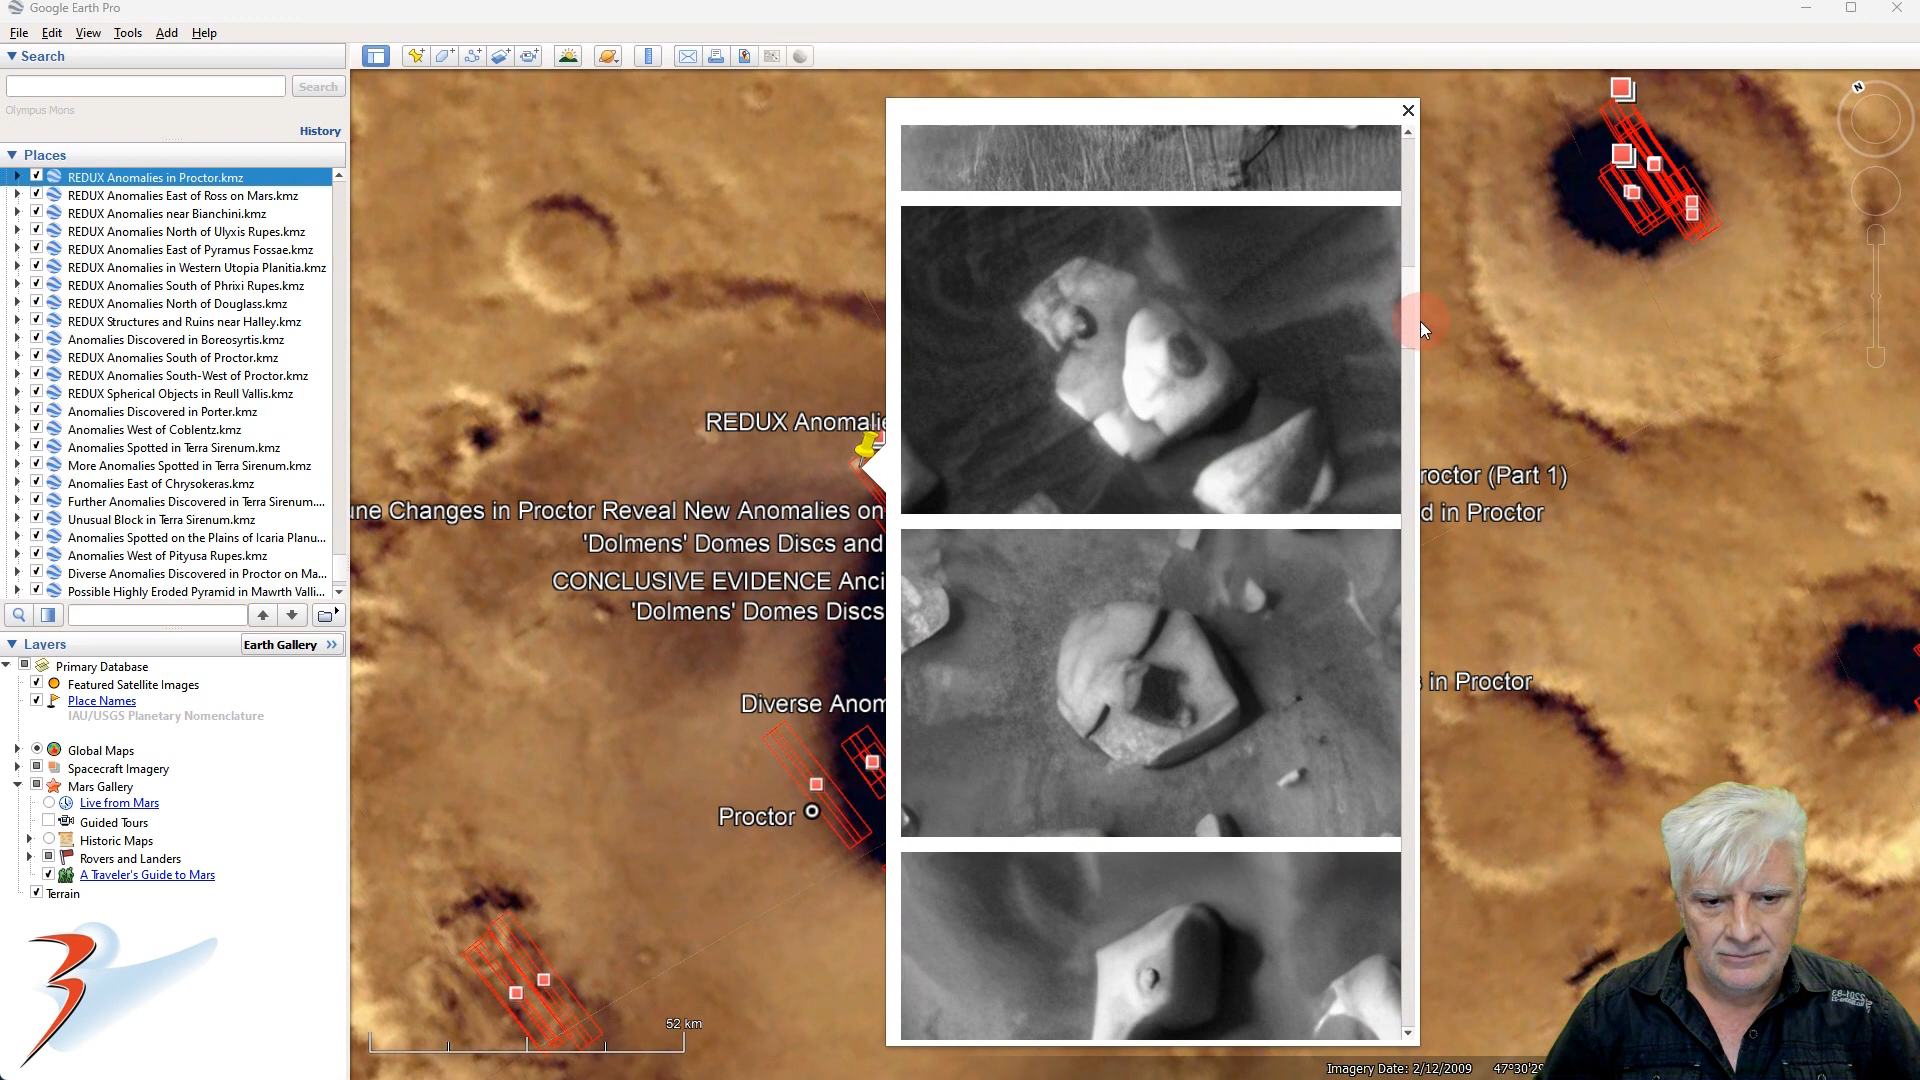 Google Earth Pro
File Edit View Tools Add Help
Search
Search
Olympus Mons
History
Places
REDUX Anomalies in Proctor.kmz
REDUX Anomalies East of Ross on Mars.kmz
REDUX Anomalies near Bianchini.kmz
REDUX Anomalies North of Ulyxis Rupes.kmz
REDUX Anomalies East of Pyramus Fossae.kmz
REDUX Anomalies in Western Utopia Planitia.kmz
REDUX Anomalies South of Phrixi Rupes.kmz
REDUX Anomalies North of Douglass.kmz
REDUX Structures and Ruins near Halley.kmz
Anomalies Discovered in Boreosyrtis.kmz
REDUX Anomalies South of Proctor.kmz
REDUX Anomalies South-West of Proctor.kmz
REDUX Spherical Objects in Reull Vallis.kmz
Anomalies Discovered in Porter.kmz
Anomalies West of Coblentz.kmz
Anomalies Spotted in Terra Sirenum.kmz
More Anomalies Spotted in Terra Sirenum.kmz
Anomalies East of Chrysokeras.kmz
Further Anomalies Discovered in Terra Sirenum....
Unusual Block in Terra Sirenum.kmz
Anomalies Spotted on the Plains of Icaria Planu...
Anomalies West of Pityusa Rupes.kmz
Diverse Anomalies Discovered in Proctor on Ma...
Possible Highly Eroded Pyramid in Mawrth Valli...
Layers
Earth Gallery »
Primary Database
Featured Satellite Images
Place Names
IAU/USGS Planetary Nomenclature
Global Maps
Spacecraft Imagery
Mars Gallery
Live from Mars
Guided Tours
Historic Maps
Rovers and Landers
A Traveler's Guide to Mars
Terrain
REDUX Anomalie
une Changes in Proctor Reveal New Anomalies on
'Dolmens' Domes Discs and
CONCLUSIVE EVIDENCE Anci
'Dolmens' Domes Discs
Diverse Anom
Proctor
52 km
N
roctor (Part 1)
d in Proctor
s in Proctor
Imagery Date: 2/12/2009 47°30'29